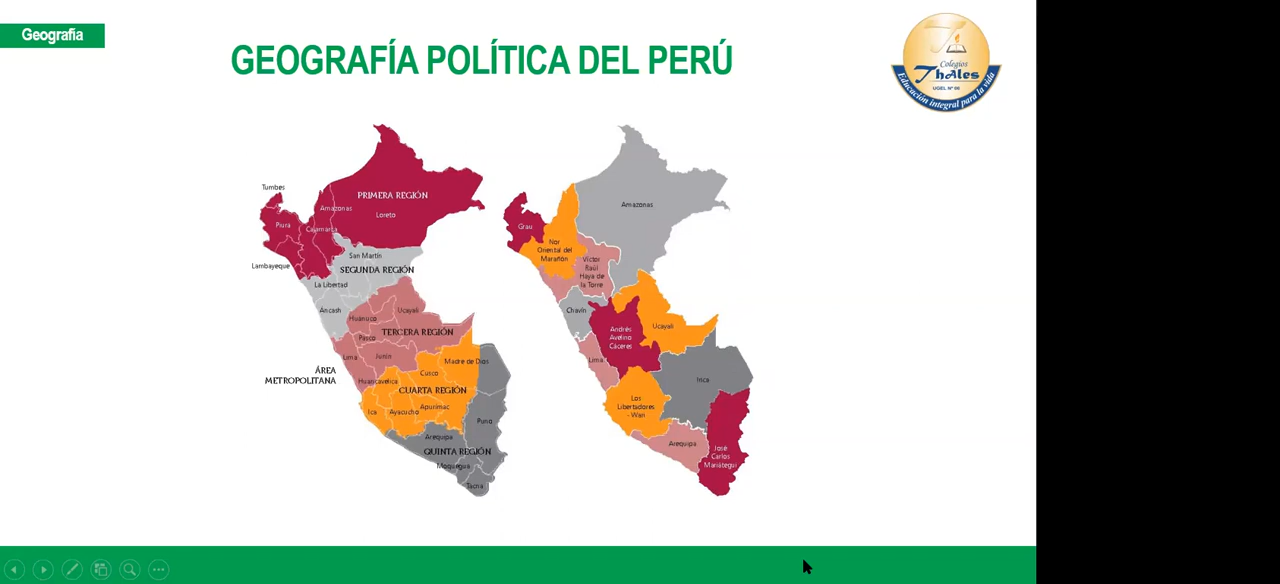 Geografía
GEOGRAFÍA POLÍTICA DEL PERÚ
Thales
Colegios
UGEL N° 08
Educación integral para la vida
Tumbes
Piura
Lambayeque
Amazonas
Cajamarca
PRIMERA REGIÓN
Loreto
San Martín
SEGUNDA REGIÓN
La Libertad
Ancash
Huánuco
Ucayali
TERCERA REGIÓN
Pasco
Lima
Junín
ÁREA
METROPOLITANA
Huancavelica
Madre de Dios
Cusco
CUARTA REGIÓN
Ica
Ayacucho
Apurimac
Puno
Arequipa
QUINTA REGIÓN
Moquegua
Tacna
Amazonas
Grau
Nor
Oriental del
Marañón
Víctor
Raúl
Haya de
la Torre
Chavín
Andrés
Avelino
Cáceres
Ucayali
Lima
Inca
Los
Libertadores
- Wari
Arequipa
José
Carlos
Mariátegui